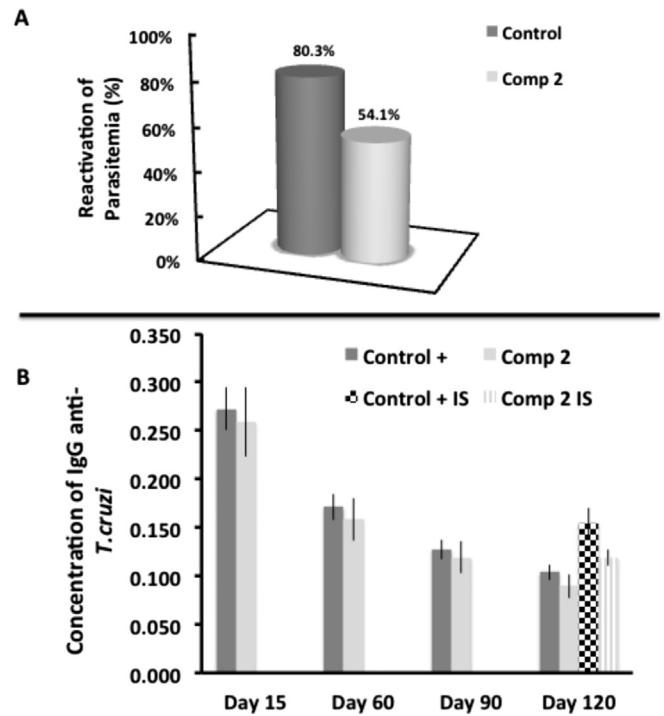 A
100%
80%
60%
40%
20%
0%
Reactivation of
Parasitemia (%)
80.3%
54.1%
Control
Comp 2
B
0.350
0.300
0.250
0.200
0.150
0.100
0.050
0.000
Concentration of IgG anti-
T.cruzi
Control +
Comp 2
Control + IS
Comp 2 IS
Day 15
Day 60
Day 90
Day 120